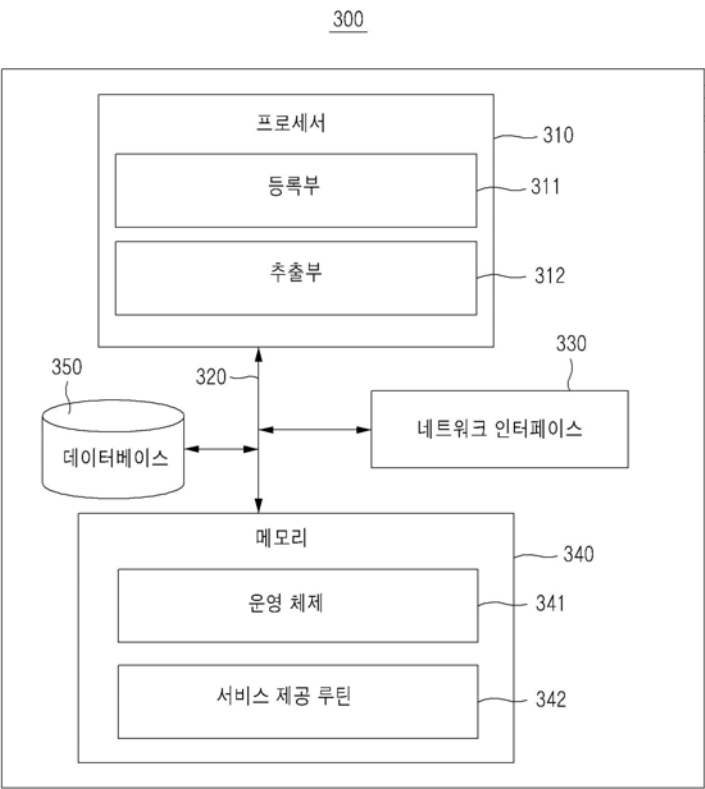 300
프로세서
310
등록부
311
추출부
312
350
320
330
데이터베이스
네트워크 인터페이스
메모리
340
운영 체제
341
서비스 제공 루틴
342